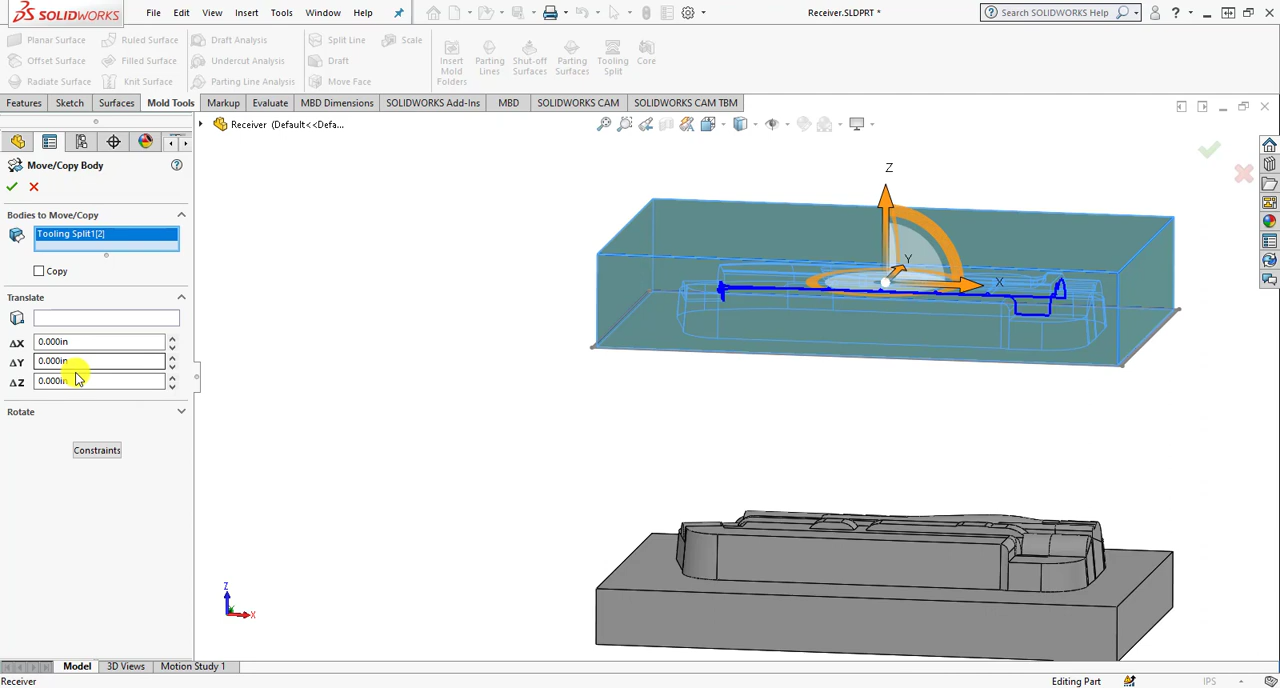 SOLIDWORKS File Edit View Insert Tools Window Help Receiver.SLDPRT * Search SOLIDWORKS Help ?
Planar Surface Ruled Surface Draft Analysis Split Line Scale
Offset Surface Filled Surface Undercut Analysis Draft
Radiate Surface Knit Surface Parting Line Analysis Move Face
Insert Mold Folders
Parting Lines
Shut-off Surfaces
Parting Surfaces
Tooling Split
Core
Features Sketch Surfaces Mold Tools Markup Evaluate MBD Dimensions SOLIDWORKS Add-Ins MBD SOLIDWORKS CAM SOLIDWORKS CAM TBM
Receiver (Default<<Defa...
Move/Copy Body ?
Bodies to Move/Copy
Tooling Split1[2]
Copy
Translate
ΔX 0.000in
ΔY 0.000in
ΔZ 0.000in
Rotate
Constraints
Z
Y
X
Z
Y
X
Model 3D Views Motion Study 1
Receiver Editing Part IPS